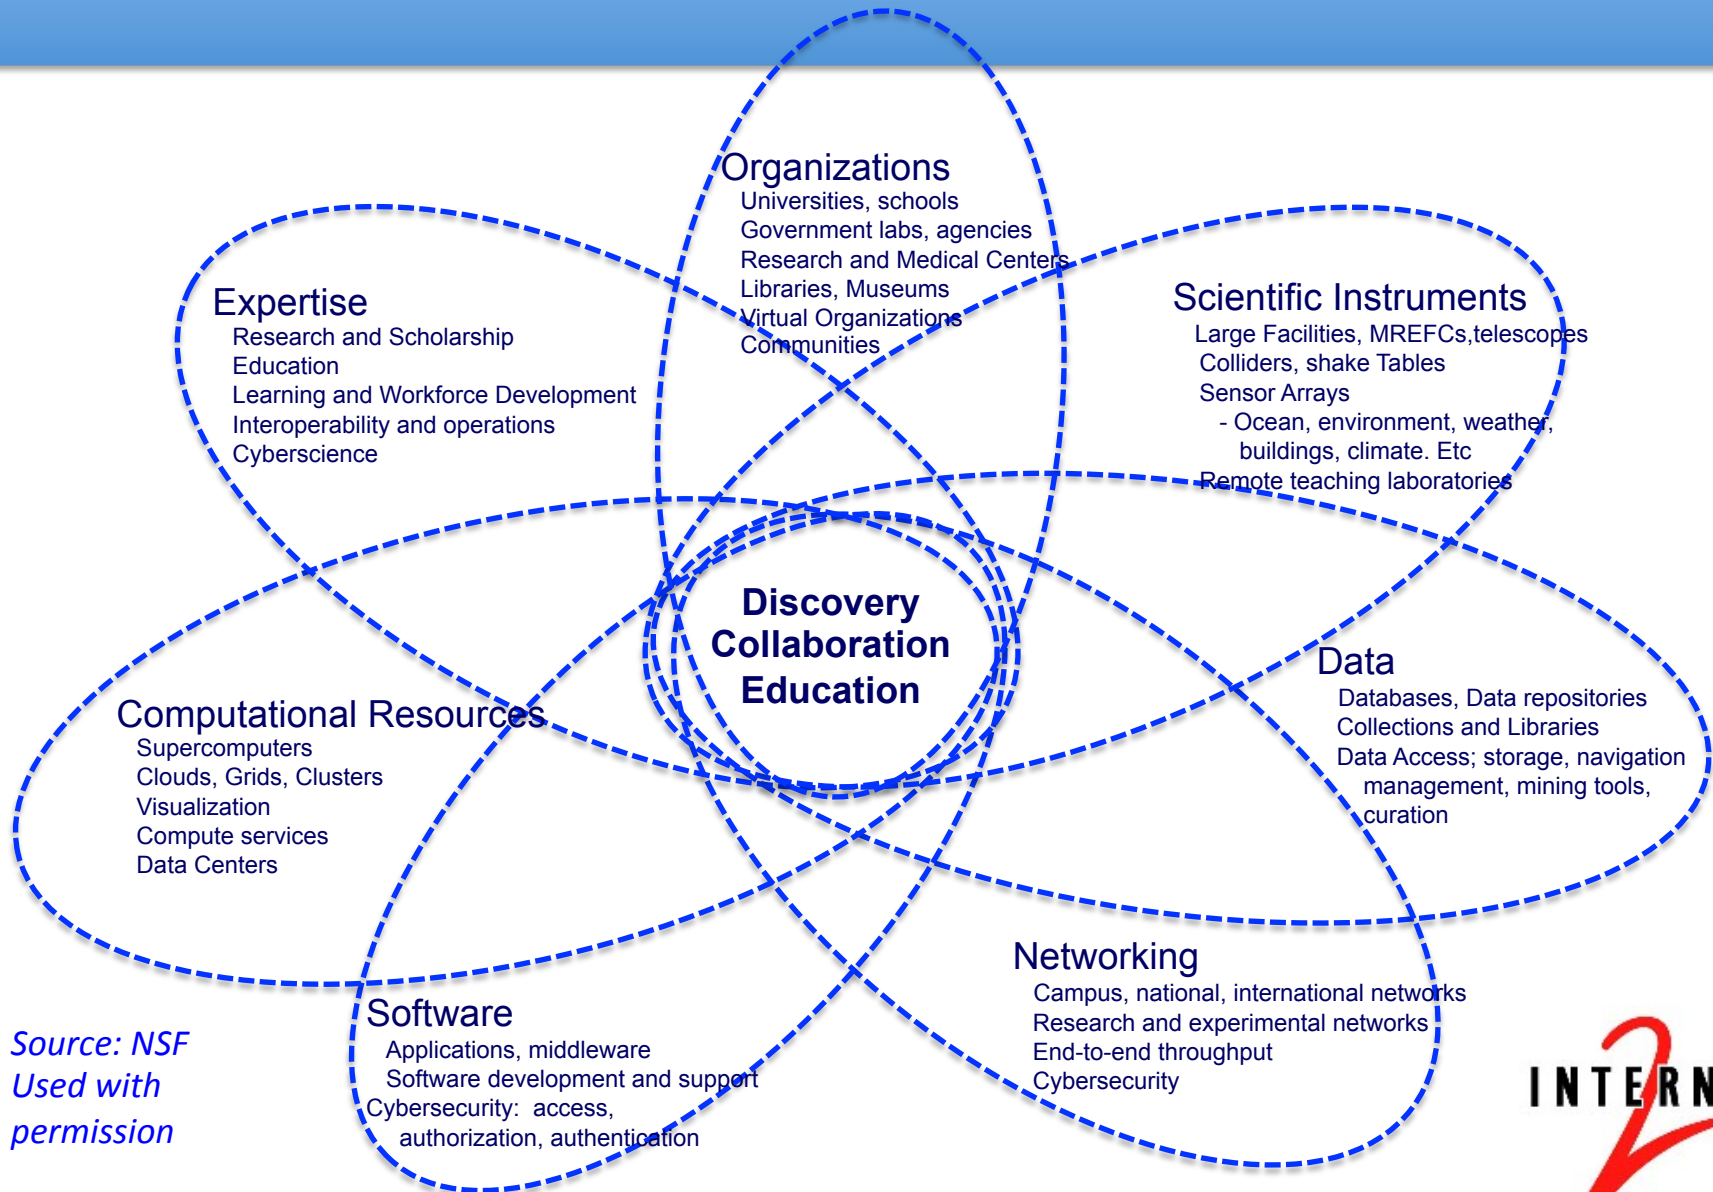 Organizations
Universities, schools
Government labs, agencies
Research and Medical Centers
Libraries, Museums
Virtual Organizations
Communities
Expertise
Research and Scholarship
Education
Learning and Workforce Development
Interoperability and operations
Cyberscience
Scientific Instruments
Large Facilities, MREFCs,telescopes
Colliders, shake Tables
Sensor Arrays
- Ocean, environment, weather,
buildings, climate. Etc
Remote teaching laboratories
Discovery
Collaboration
Education
Data
Databases, Data repositories
Collections and Libraries
Data Access; storage, navigation
management, mining tools,
curation
Computational Resources
Supercomputers
Clouds, Grids, Clusters
Visualization
Compute services
Data Centers
Networking
Campus, national, international networks
Research and experimental networks
End-to-end throughput
Cybersecurity
Software
Applications, middleware
Software development and support
Cybersecurity:  access,
authorization, authentication
Source: NSF
Used with
permission
INTERN
2